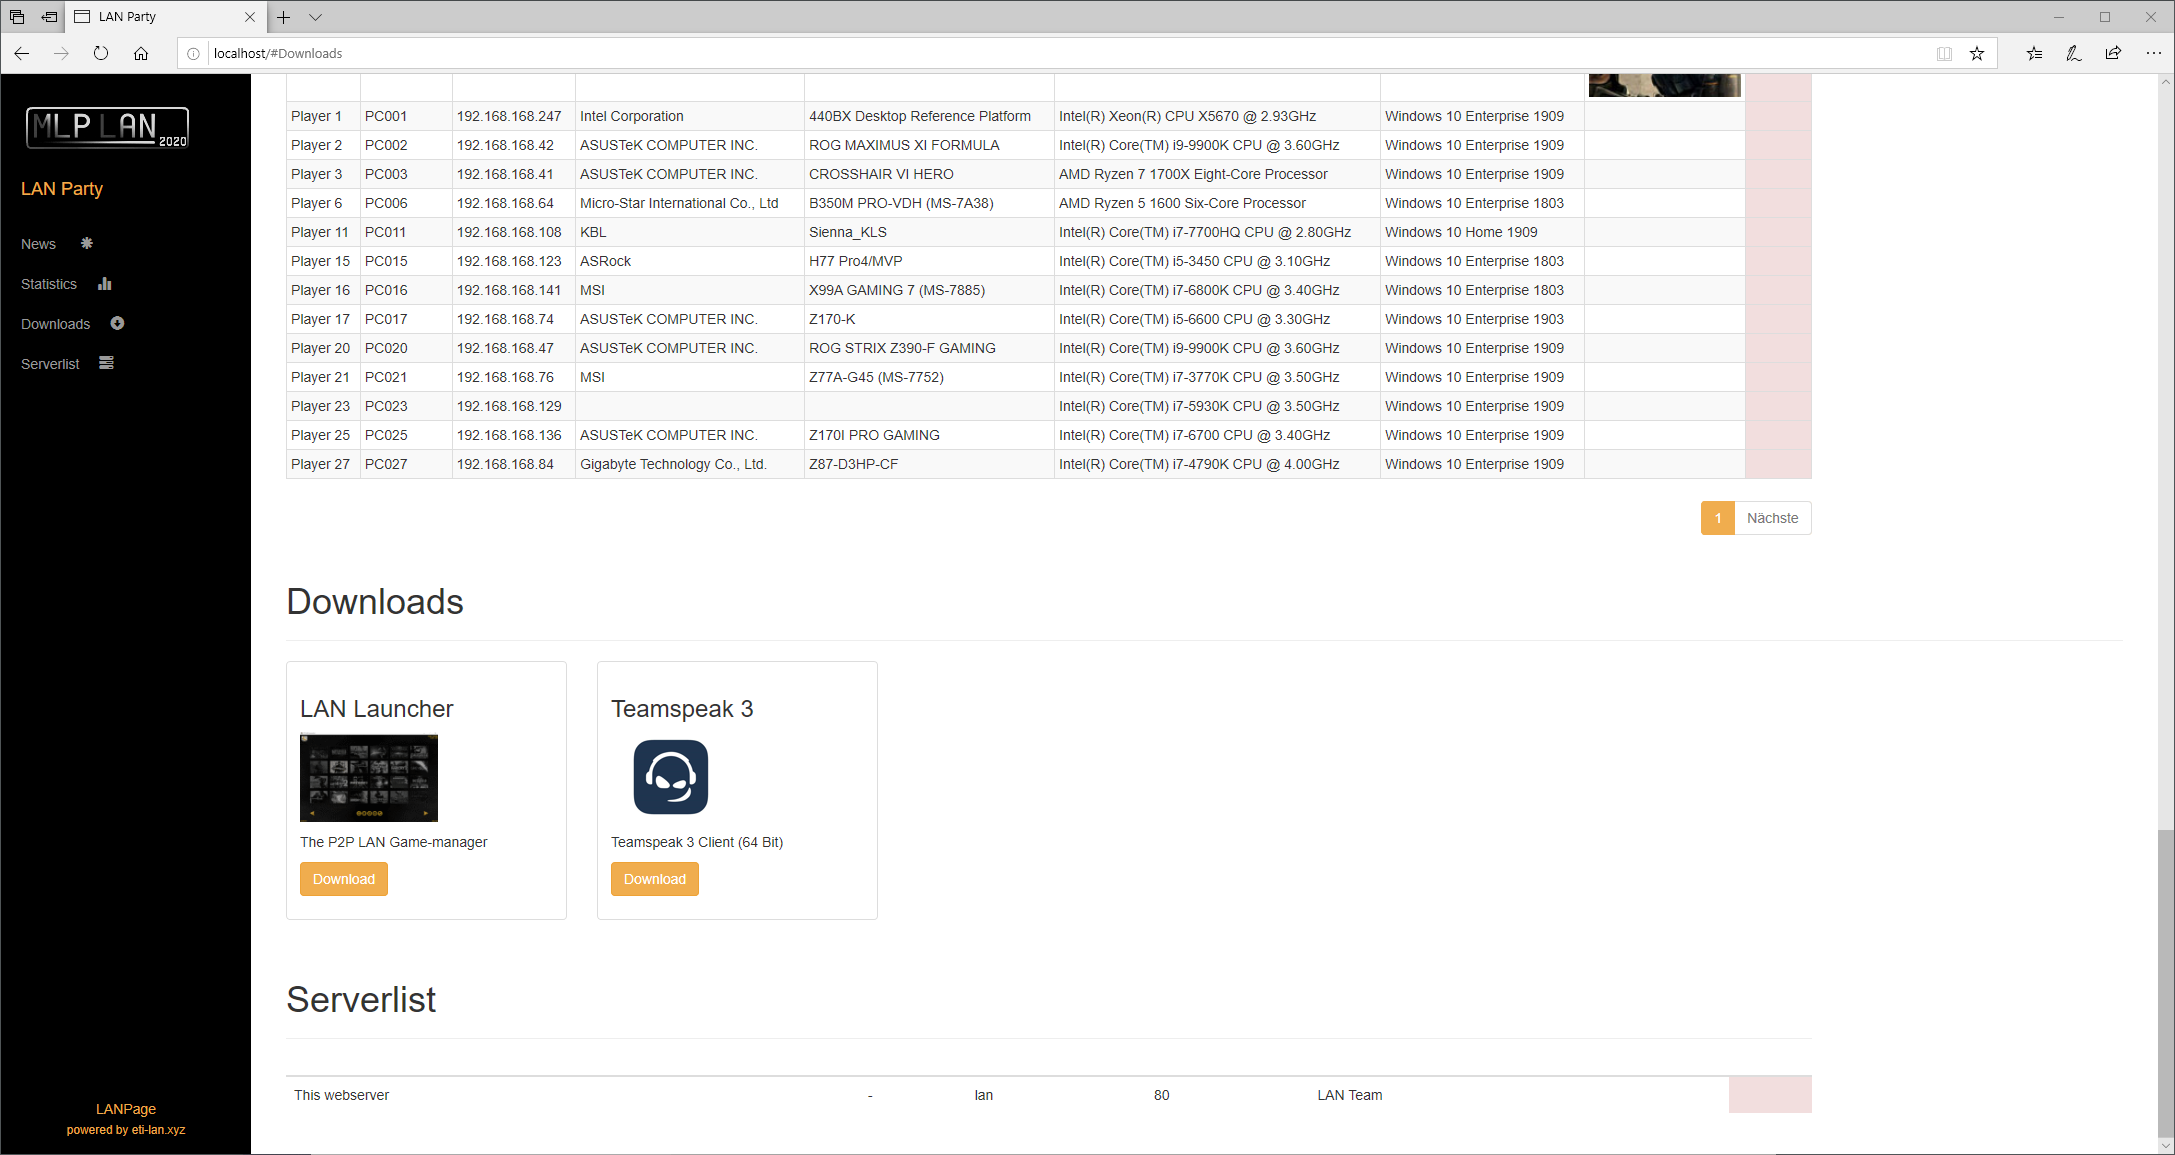 LAN Party
localhost/#Downloads
MLP LAN 2020
LAN Party
News
Statistics
Downloads
Serverlist
LANPage
powered by eti-lan.xyz
Player 1 PC001 192.168.168.247 Intel Corporation 440BX Desktop Reference Platform Intel(R) Xeon(R) CPU X5670 @ 2.93GHz Windows 10 Enterprise 1909
Player 2 PC002 192.168.168.42 ASUSTeK COMPUTER INC. ROG MAXIMUS XI FORMULA Intel(R) Core(TM) i9-9900K CPU @ 3.60GHz Windows 10 Enterprise 1909
Player 3 PC003 192.168.168.41 ASUSTeK COMPUTER INC. CROSSHAIR VI HERO AMD Ryzen 7 1700X Eight-Core Processor Windows 10 Enterprise 1909
Player 6 PC006 192.168.168.64 Micro-Star International Co., Ltd B350M PRO-VDH (MS-7A38) AMD Ryzen 5 1600 Six-Core Processor Windows 10 Enterprise 1803
Player 11 PC011 192.168.168.108 KBL Sienna_KLS Intel(R) Core(TM) i7-7700HQ CPU @ 2.80GHz Windows 10 Home 1909
Player 15 PC015 192.168.168.123 ASRock H77 Pro4/MVP Intel(R) Core(TM) i5-3450 CPU @ 3.10GHz Windows 10 Enterprise 1803
Player 16 PC016 192.168.168.141 MSI X99A GAMING 7 (MS-7885) Intel(R) Core(TM) i7-6800K CPU @ 3.40GHz Windows 10 Enterprise 1803
Player 17 PC017 192.168.168.74 ASUSTeK COMPUTER INC. Z170-K Intel(R) Core(TM) i5-6600 CPU @ 3.30GHz Windows 10 Enterprise 1903
Player 20 PC020 192.168.168.47 ASUSTeK COMPUTER INC. ROG STRIX Z390-F GAMING Intel(R) Core(TM) i9-9900K CPU @ 3.60GHz Windows 10 Enterprise 1909
Player 21 PC021 192.168.168.76 MSI Z77A-G45 (MS-7752) Intel(R) Core(TM) i7-3770K CPU @ 3.50GHz Windows 10 Enterprise 1909
Player 23 PC023 192.168.168.129 Intel(R) Core(TM) i7-5930K CPU @ 3.50GHz Windows 10 Enterprise 1909
Player 25 PC025 192.168.168.136 ASUSTeK COMPUTER INC. Z170I PRO GAMING Intel(R) Core(TM) i7-6700 CPU @ 3.40GHz Windows 10 Enterprise 1909
Player 27 PC027 192.168.168.84 Gigabyte Technology Co., Ltd. Z87-D3HP-CF Intel(R) Core(TM) i7-4790K CPU @ 4.00GHz Windows 10 Enterprise 1909
1 Nächste
Downloads
LAN Launcher
The P2P LAN Game-manager
Download
Teamspeak 3
Teamspeak 3 Client (64 Bit)
Download
Serverlist
This webserver - lan 80 LAN Team